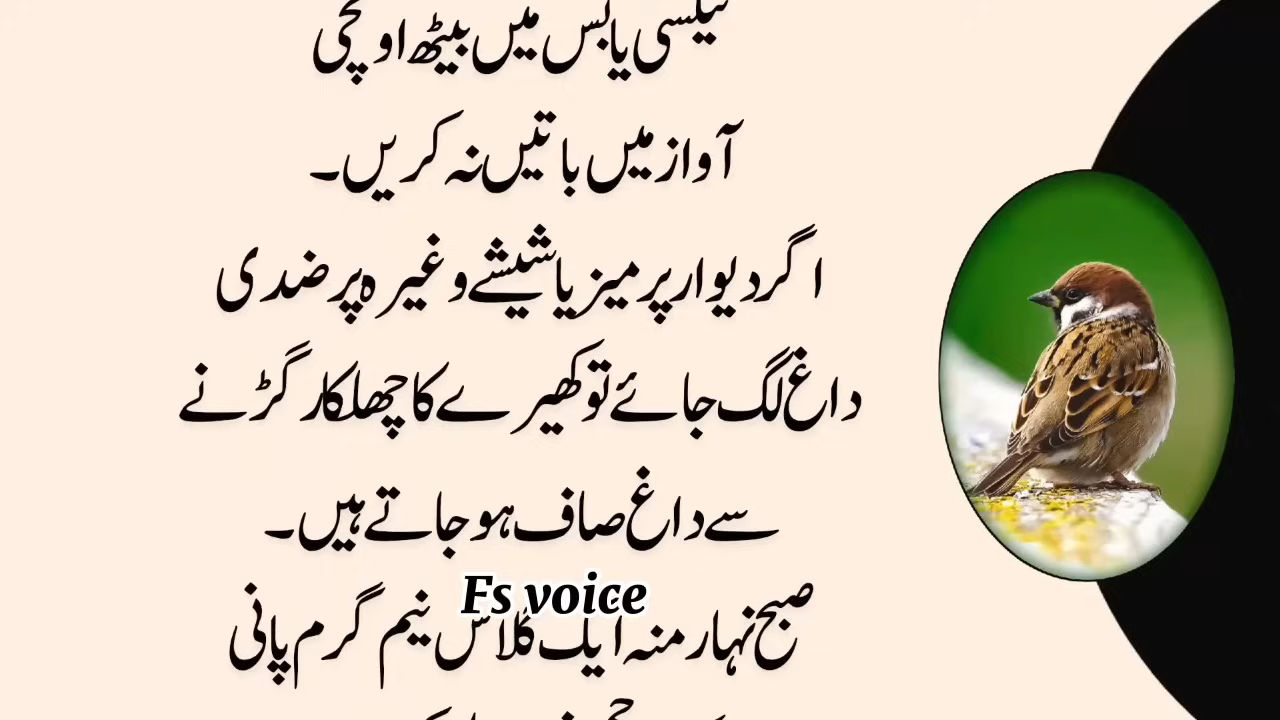 ٹیکسی یا بس میں بیٹھ اونچی
آواز میں باتیں نہ کریں۔
اگر دیوار پر میز یا شیشے وغیرہ پر ضدی
داغ لگ جائے تو کھیرے کا چھلکا رگڑنے
سے داغ صاف ہو جاتے ہیں۔
Fs voice
صبح نہار منہ ایک گلاس نیم گرم پانی